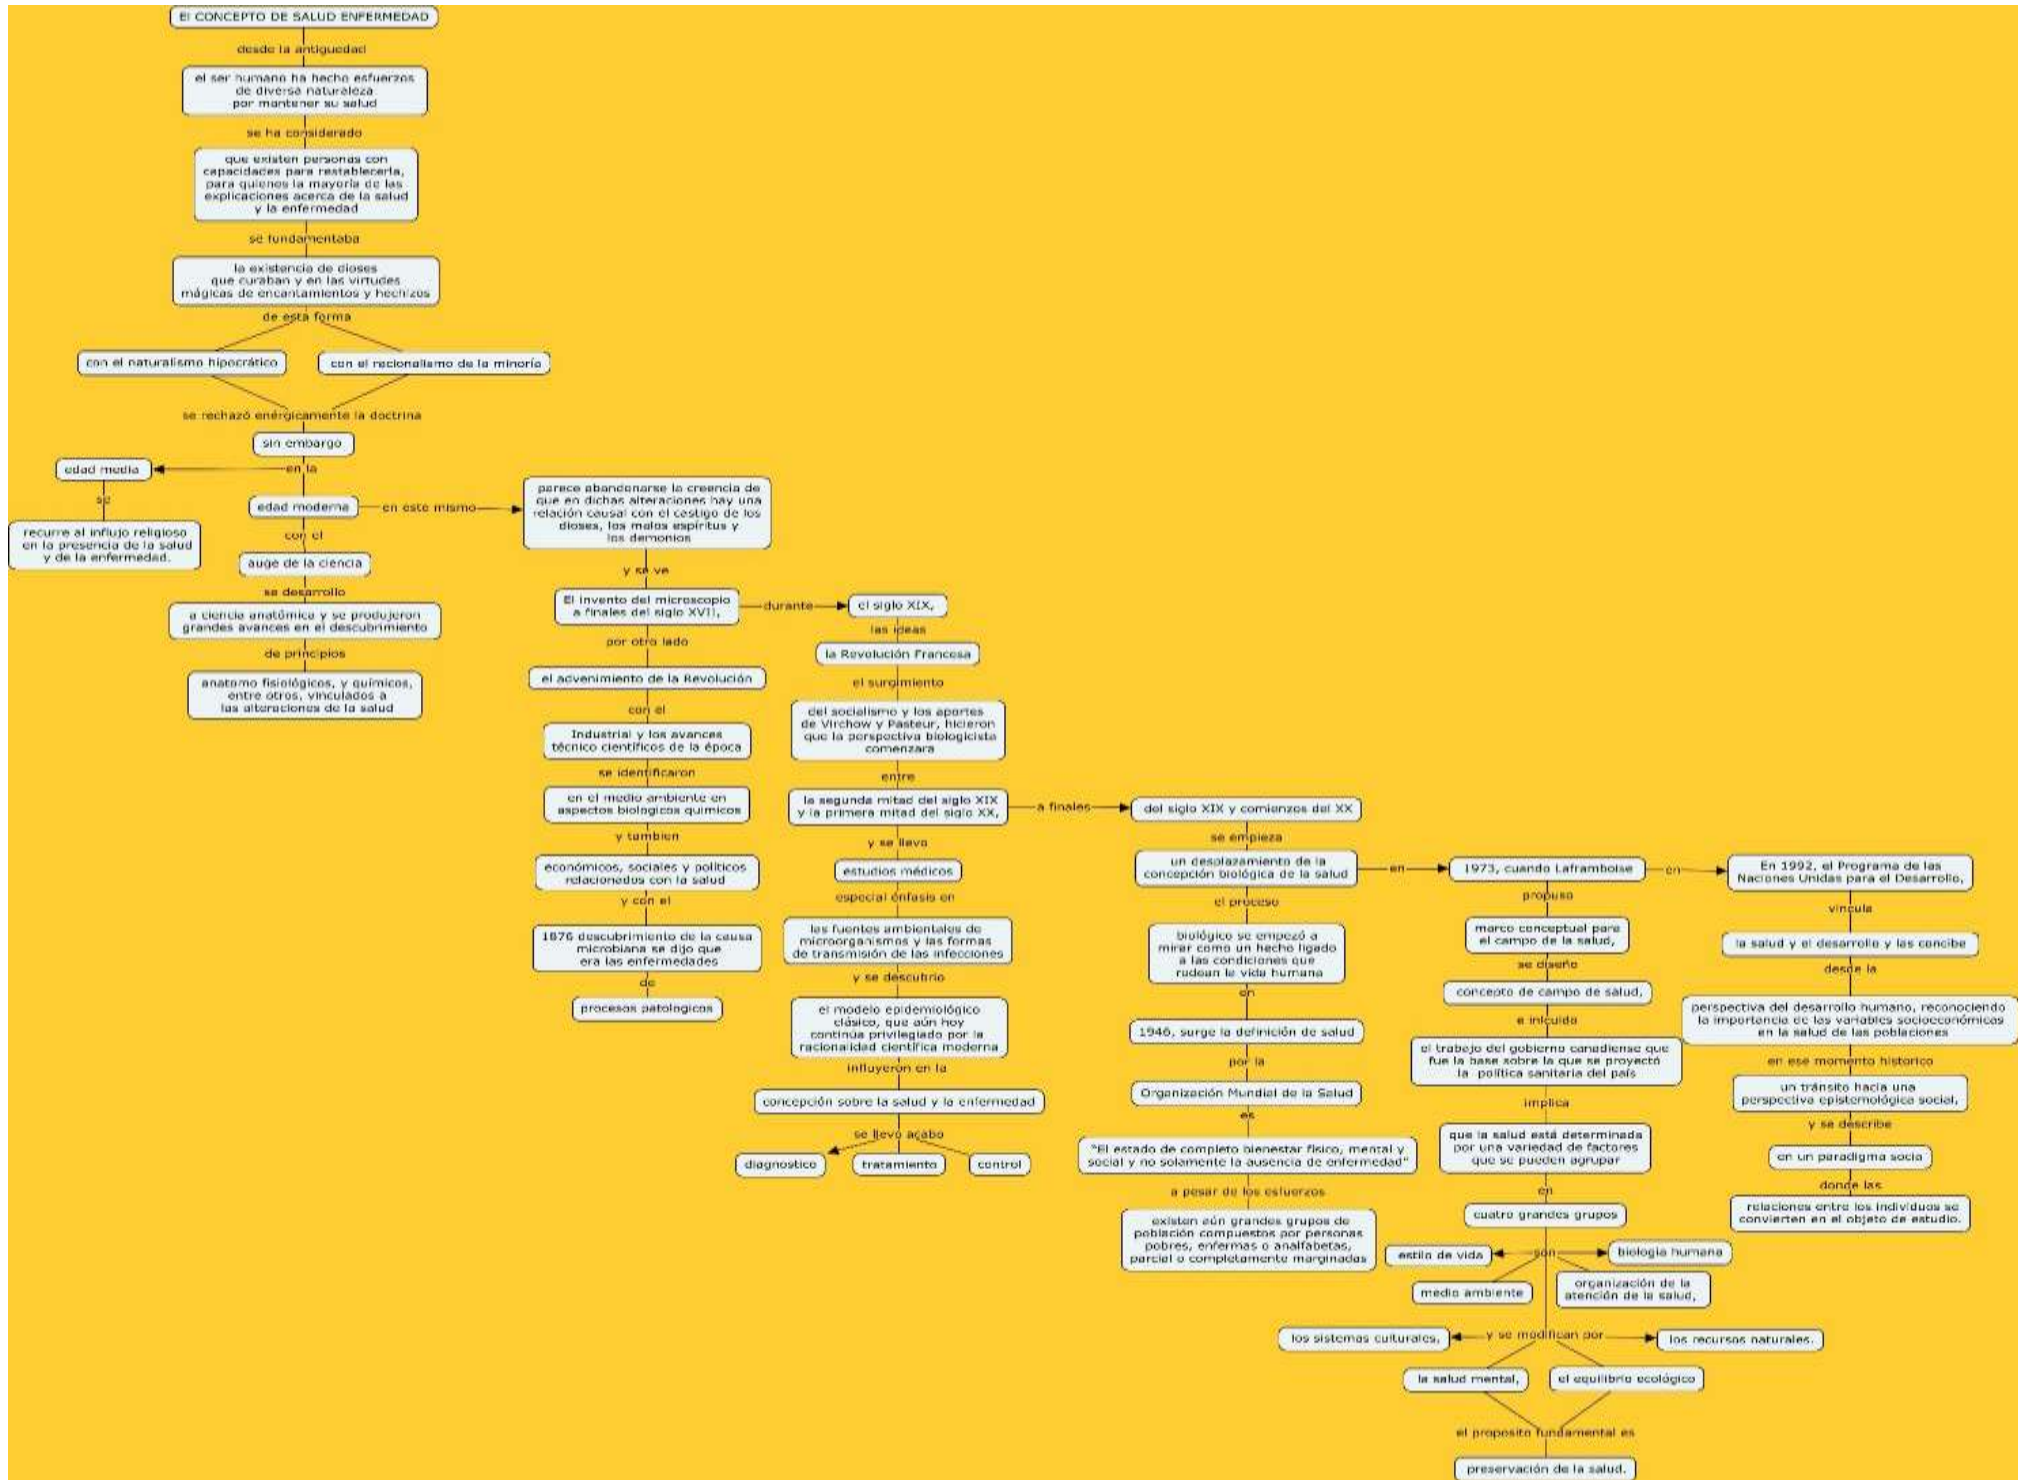 El CONCEPTO DE SALUD ENFERMEDAD
desde la antiguedad
el ser humano ha hecho esfuerzos
de diversa naturaleza
por mantener su salud
se ha considerado
que existen personas con
capacidades para restablecerla,
para quienes la mayoría de las
explicaciones acerca de la salud
y la enfermedad
se fundamentaba
la existencia de dioses
que curaban y en las virtudes
mágicas de encantamientos y hechizos
de esta forma
con el naturalismo hipocrático
con el racionalismo de la minoría
se rechazó enérgicamente la doctrina
sin embargo
en la
edad media
se
recurre al influjo religioso
en la presencia de la salud
y de la enfermedad.
edad moderna
con el
auge de la ciencia
se desarrollo
a ciencia anatómica y se produjeron
grandes avances en el descubrimiento
de principios
anatomo fisiológicos, y químicos,
entre otros, vinculados a
las alteraciones de la salud
en este mismo
parece abandonarse la creencia de
que en dichas alteraciones hay una
relación causal con el castigo de los
dioses, los malos espíritus y
los demonios
y se ve
El invento del microscopio
a finales del siglo XVII,
por otro lado
el advenimiento de la Revolución
con el
Industrial y los avances
técnico científicos de la época
se identificaron
en el medio ambiente en
aspectos biologicos quimicos
y tambien
económicos, sociales y políticos
relacionados con la salud
y con el
1876 descubrimiento de la causa
microbiana se dijo que
era las enfermedades
de
procesos patologicos
durante
el siglo XIX,
las ideas
la Revolución Francesa
el surgimiento
del socialismo y los aportes
de Virchow y Pasteur, hicieron
que la perspectiva biologicista
comenzara
entre
la segunda mitad del siglo XIX
y la primera mitad del siglo XX,
y se llevo
estudios médicos
especial énfasis en
las fuentes ambientales de
microorganismos y las formas
de transmisión de las infecciones
y se descubrio
el modelo epidemiológico
clásico, que aún hoy
continúa privilegiado por la
racionalidad científica moderna
influyerón en la
concepción sobre la salud y la enfermedad
se llevó acabo
diagnostico
tratamiento
control
a finales
del siglo XIX y comienzos del XX
se empieza
un desplazamiento de la
concepción biológica de la salud
el proceso
biológico se empezó a
mirar como un hecho ligado
a las condiciones que
rodean la vida humana
en
1946, surge la definición de salud
por la
Organización Mundial de la Salud
es
"El estado de completo bienestar físico, mental y
social y no solamente la ausencia de enfermedad"
a pesar de los esfuerzos
existen aún grandes grupos de
población compuestos por personas
pobres, enfermas o analfabetas,
parcial o completamente marginadas
en
1973, cuando Laframboise
propuso
marco conceptual para
el campo de la salud,
se diseño
concepto de campo de salud,
e inlcuida
el trabajo del gobierno canadiense que
fue la base sobre la que se proyectó
la política sanitaria del país
implica
que la salud está determinada
por una variedad de factores
que se pueden agrupar
en
cuatro grandes grupos
son
estilo de vida
biologia humana
medio ambiente
organización de la
atención de la salud,
y se modifican por
los sistemas culturales,
los recursos naturales.
la salud mental,
el equilibrio ecológico
el proposito fundamental es
preservación de la salud.
en
En 1992, el Programa de las
Naciones Unidas para el Desarrollo,
vincula
la salud y el desarrollo y las concibe
desde la
perspectiva del desarrollo humano, reconociendo
la importancia de las variables socioeconómicas
en la salud de las poblaciones
en ese momento historico
un tránsito hacia una
perspectiva epistemológica social,
y se describe
en un paradigma socia
donde las
relaciones entre los individuos se
convierten en el objeto de estudio.